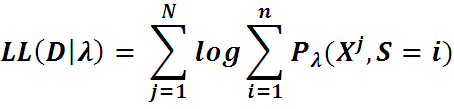 LL(D|λ) = ∑_{j=1}^{N} log ∑_{i=1}^{n} P_λ(X^j, S = i)